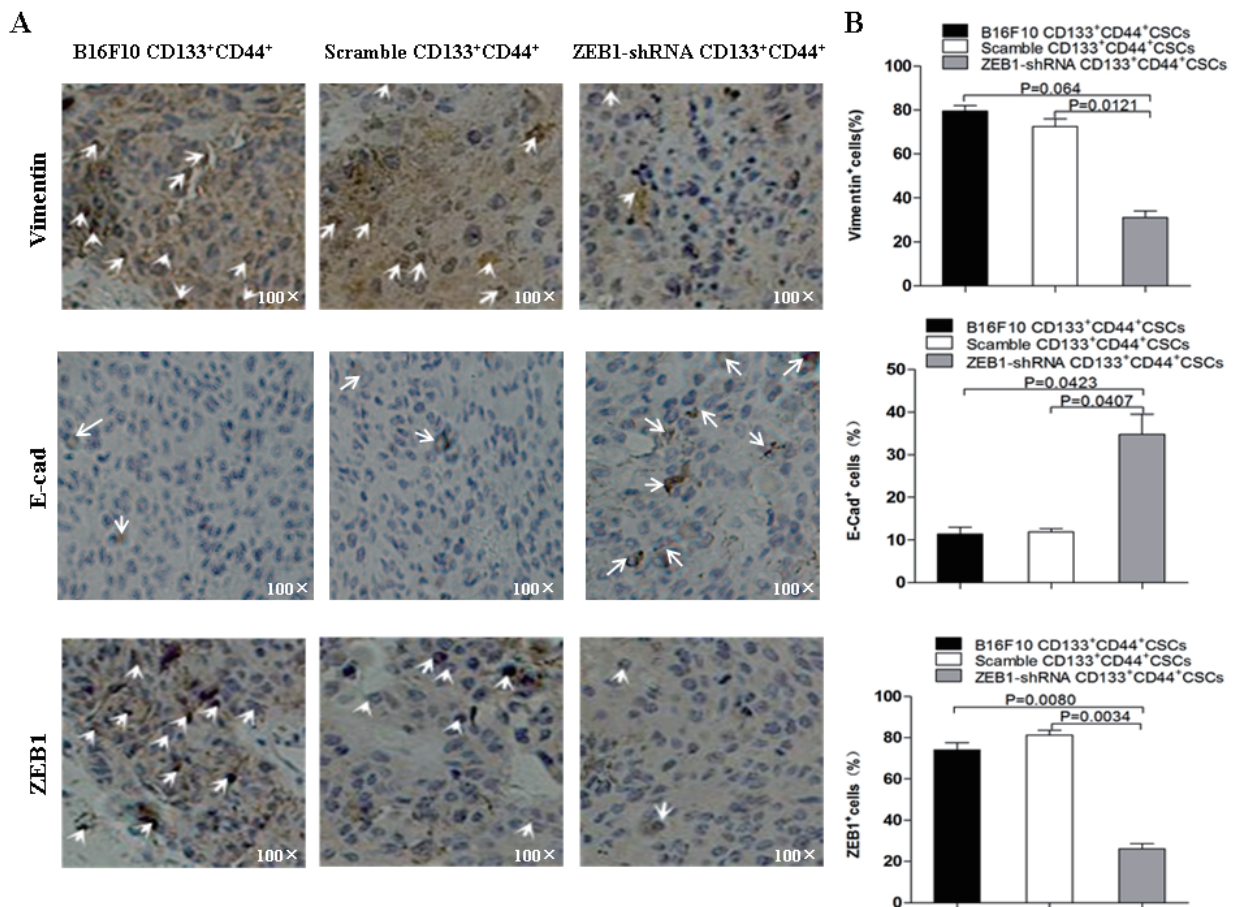 A
B16F10 CD133⁺CD44⁺
Scramble CD133⁺CD44⁺
ZEB1-shRNA CD133⁺CD44⁺
Vimentin
100×
100×
100×
E-cad
100×
100×
100×
ZEB1
100×
100×
100×
B
B16F10 CD133⁺CD44⁺CSCs
Scamble CD133⁺CD44⁺CSCs
ZEB1-shRNA CD133⁺CD44⁺CSCs
Vimentin⁺cells(%)
100
80
60
40
20
0
P=0.064
P=0.0121
B16F10 CD133⁺CD44⁺CSCs
Scamble CD133⁺CD44⁺CSCs
ZEB1-shRNA CD133⁺CD44⁺CSCs
E-Cad⁺ cells (%)
50
40
30
20
10
0
P=0.0423
P=0.0407
B16F10 CD133⁺CD44⁺CSCs
Scamble CD133⁺CD44⁺CSCs
ZEB1-shRNA CD133⁺CD44⁺CSCs
ZEB1⁺cells (%)
100
80
60
40
20
0
P=0.0080
P=0.0034